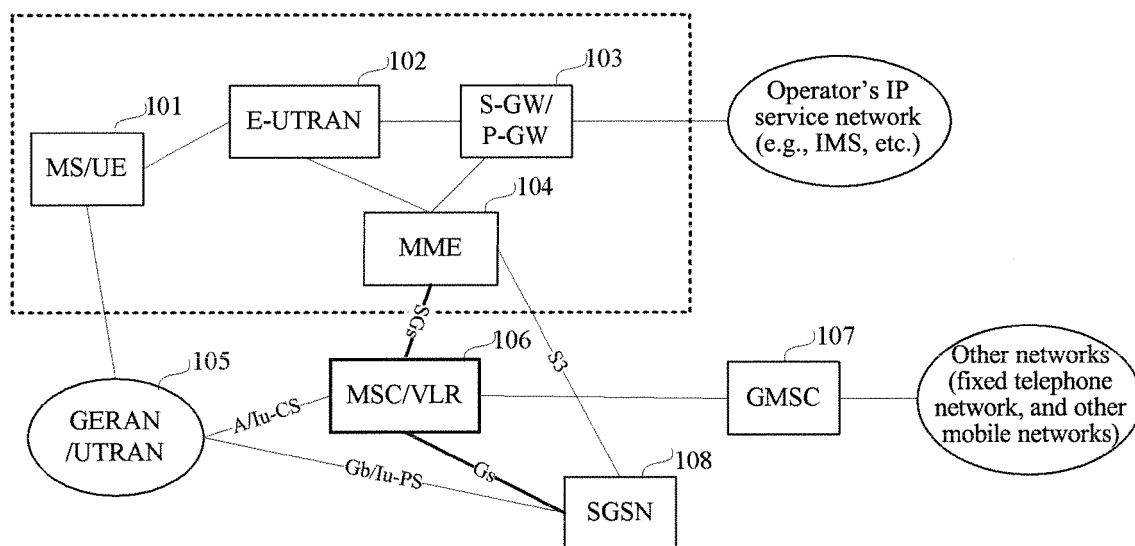 102
103
101
E-UTRAN
S-GW/
P-GW
Operator's IP
service network
(e.g., IMS, etc.)
MS/UE
104
MME
SGs
S3
105
106
107
GERAN
/UTRAN
A/Iu-CS
MSC/VLR
GMSC
Other networks
(fixed telephone
network, and other
mobile networks)
Gb/Iu-PS
Gs
108
SGSN